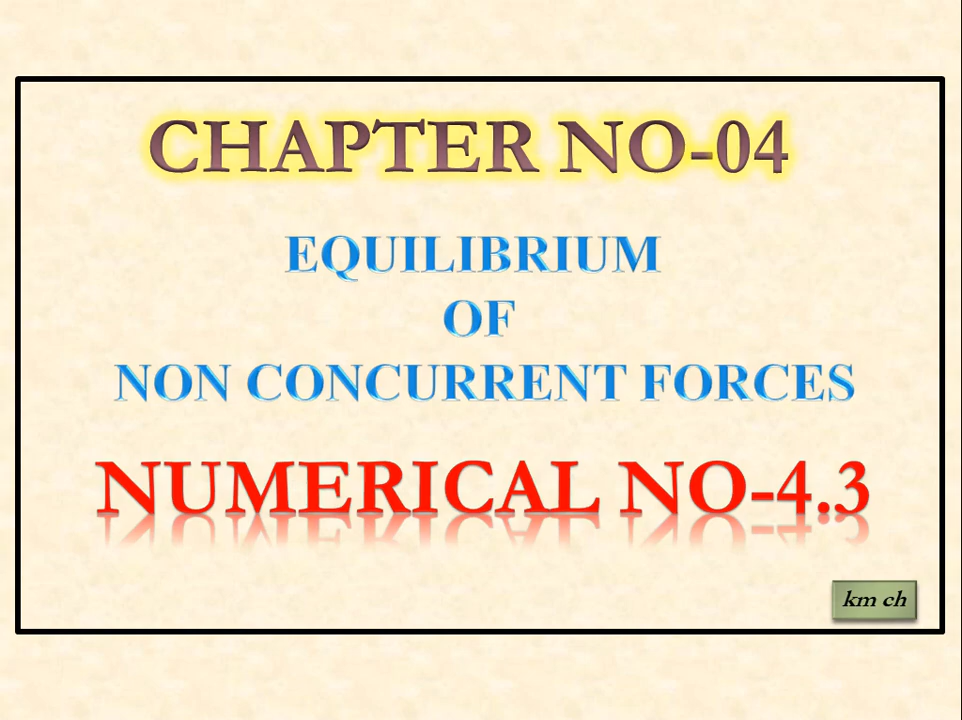 CHAPTER NO-04
EQUILIBRIUM
OF
NON CONCURRENT FORCES
NUMERICAL NO-4.3
km ch